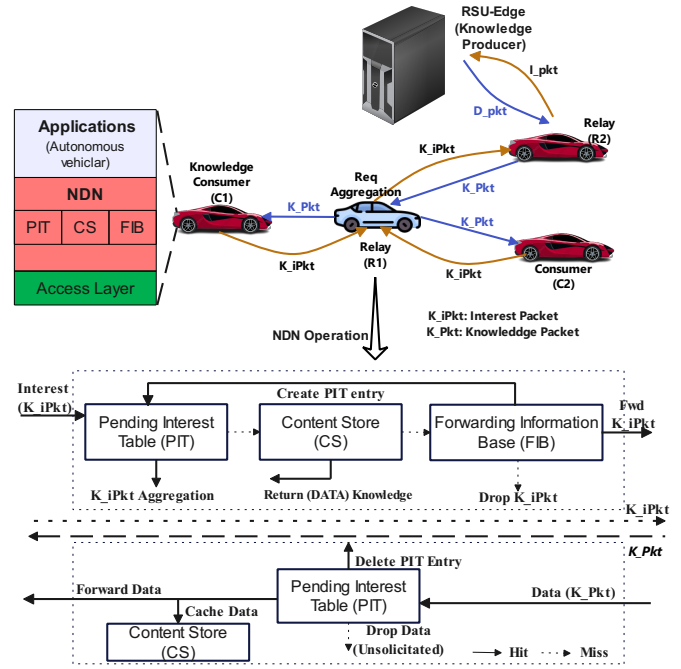 RSU-Edge
(Knowledge
Producer)
I_pkt
D_pkt
Relay
(R2)
Applications
(Autonomous
vehiclar)
NDN
PIT CS FIB
Access Layer
Knowledge
Consumer
(C1)
Req
Aggregation
K_iPkt
K_Pkt
K_Pkt
K_Pkt
K_iPkt
Relay
(R1)
K_iPkt
Consumer
(C2)
NDN Operation
K_iPkt: Interest Packet
K_Pkt: Knowleddge Packet
Interest
(K_iPkt)
Create PIT entry
Pending Interest
Table (PIT)
Content Store
(CS)
Forwarding Information
Base (FIB)
Fwd
K_iPkt
K_iPkt Aggregation
Return (DATA) Knowledge
Drop K_iPkt
K_iPkt
K_Pkt
Delete PIT Entry
Forward Data
Pending Interest
Table (PIT)
Data (K_Pkt)
Cache Data
Content Store
(CS)
Drop Data
(Unsolicitated)
Hit
Miss